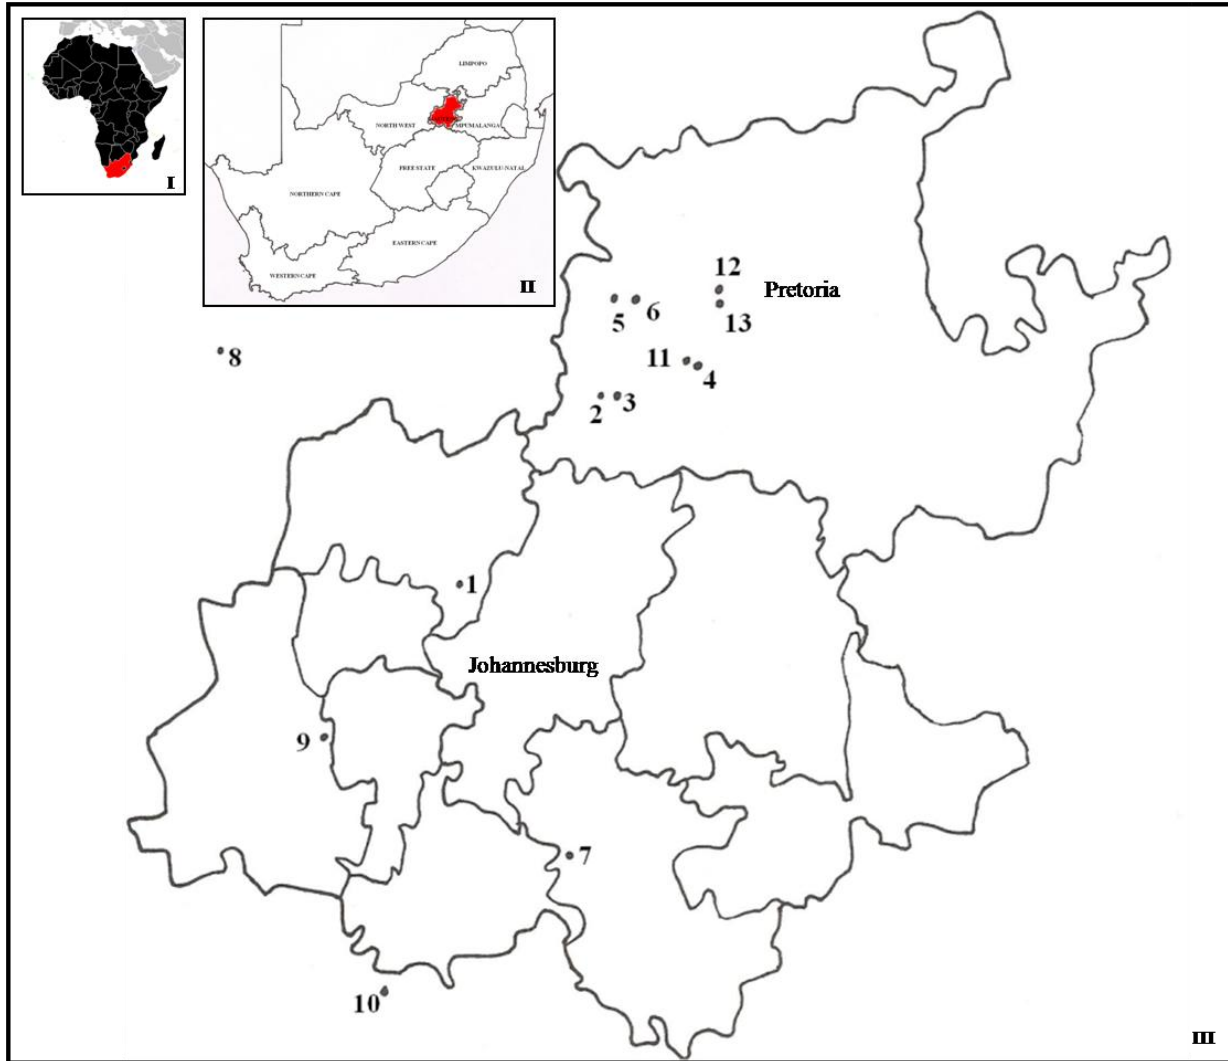 I
LIMPOPO
NORTH WEST
MPUMALANGA
FREE STATE
KWAZULU-NATAL
NORTHERN CAPE
EASTERN CAPE
WESTERN CAPE
II
12
Pretoria
5
6
13
8
11
4
2
3
1
Johannesburg
9
7
10
III